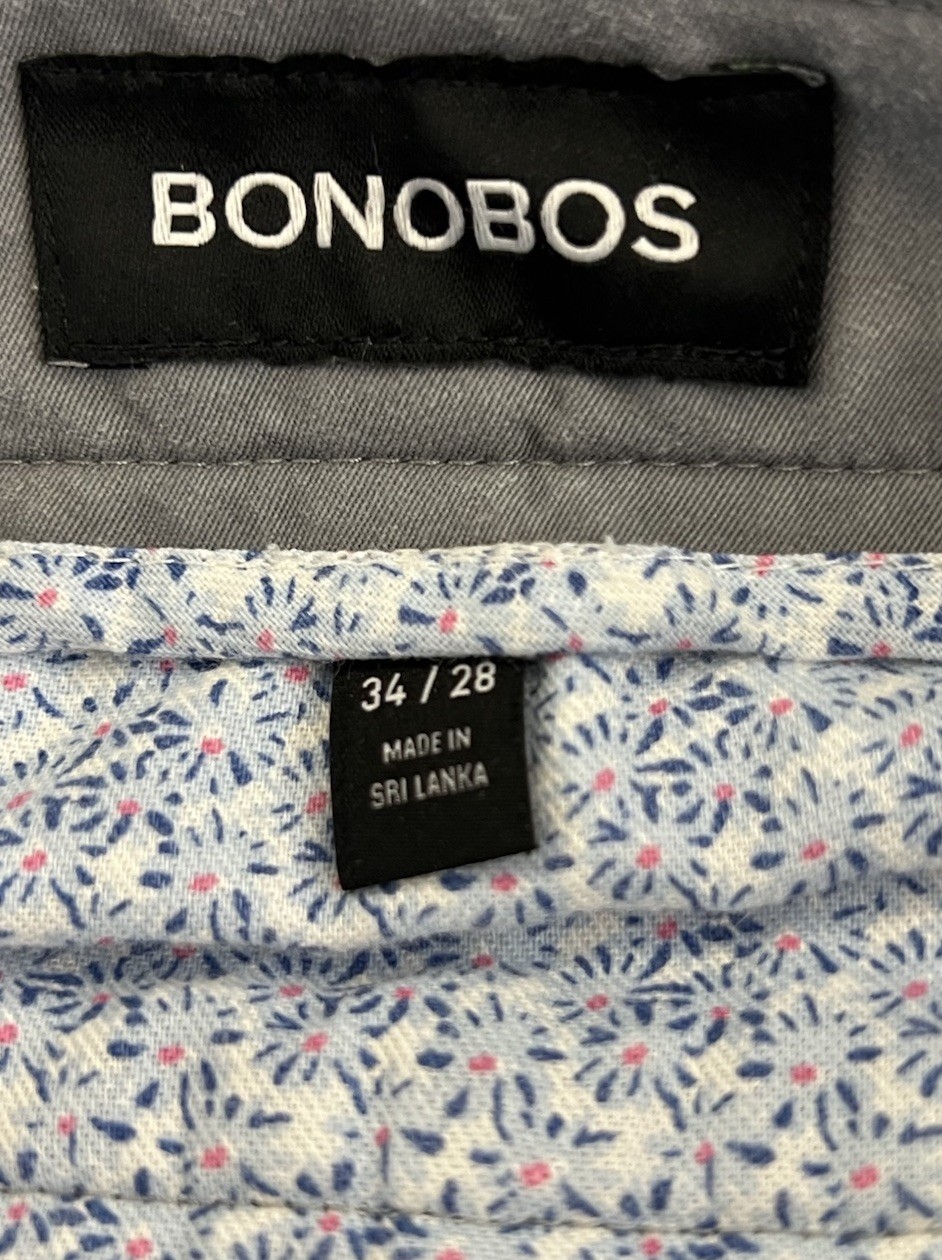 BONOBOS
34 / 28
MADE IN
SRI LANKA